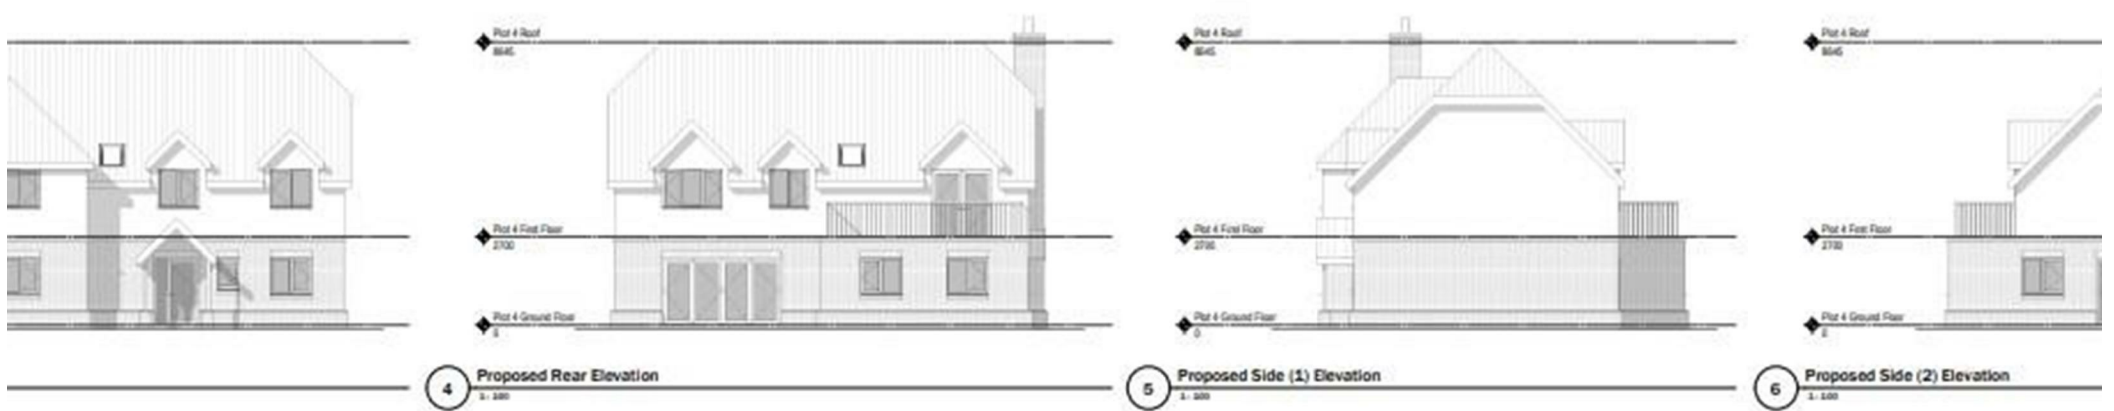 Plot 4 Roof
8645
Plot 4 First Floor
2700
Plot 4 Ground Floor
0
4 Proposed Rear Elevation
1 : 100
Plot 4 Roof
8645
Plot 4 First Floor
2700
Plot 4 Ground Floor
0
5 Proposed Side (1) Elevation
1 : 100
Plot 4 Roof
8645
Plot 4 First Floor
2700
Plot 4 Ground Floor
0
6 Proposed Side (2) Elevation
1 : 100